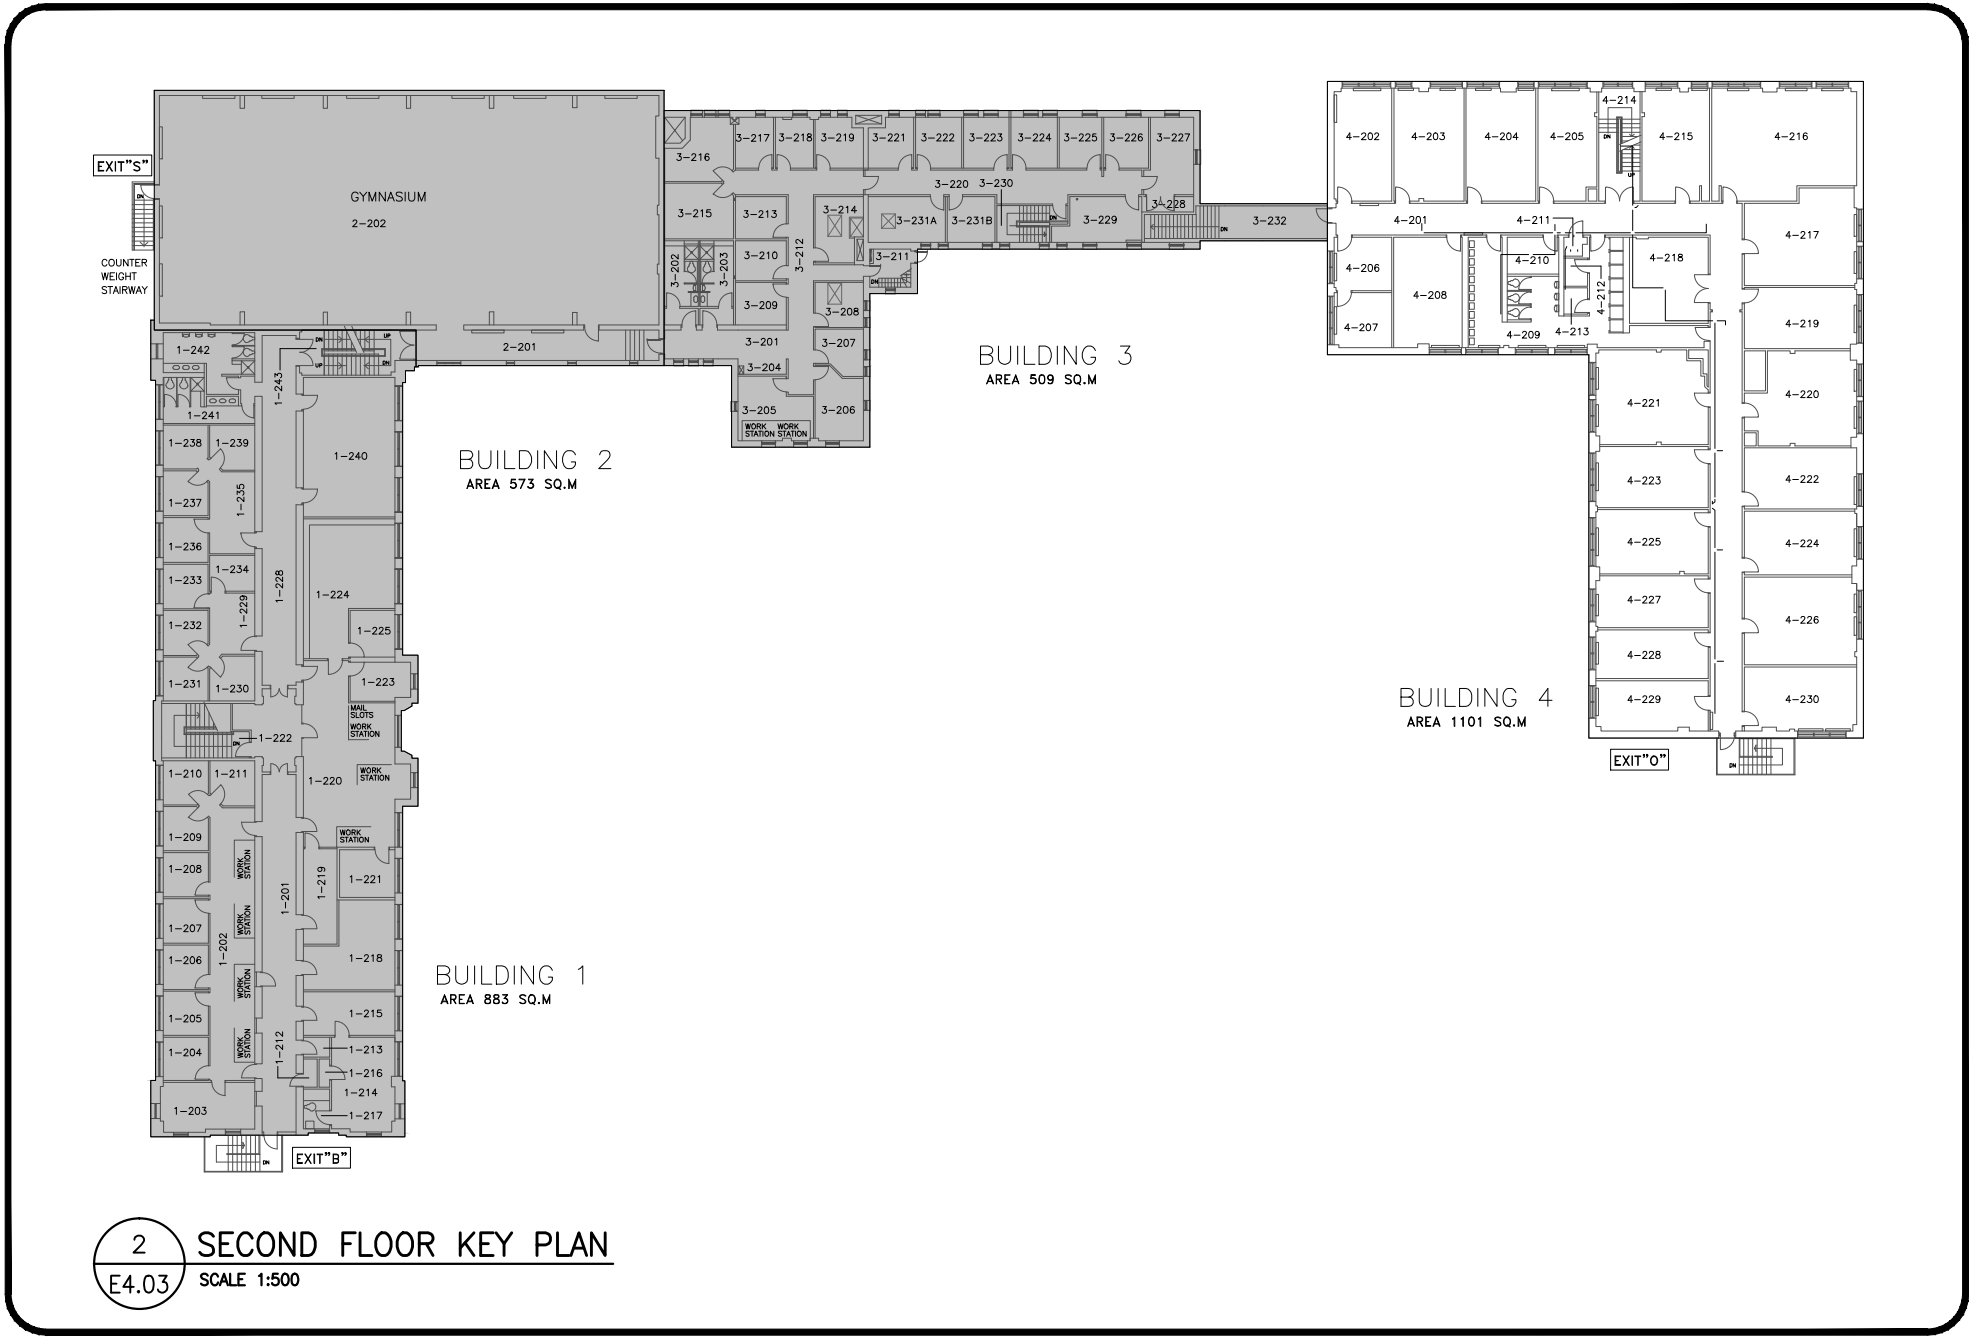 EXIT"S"
DN
COUNTER
WEIGHT
STAIRWAY
GYMNASIUM
2-202
2-201
BUILDING 2
AREA 573 SQ.M
3-216
3-217
3-218
3-219
3-221
3-222
3-223
3-224
3-225
3-226
3-227
3-220
3-230
3-215
3-213
3-214
3-231A
3-231B
DN
3-229
3-228
DN
3-232
3-202
3-203
3-210
3-212
3-211
DN
3-209
3-208
3-201
3-207
3-204
3-205
3-206
WORK
STATION
WORK
STATION
BUILDING 3
AREA 509 SQ.M
4-202
4-203
4-204
4-205
4-214
DN
UP
4-215
4-216
4-201
4-211
4-217
4-206
4-208
4-210
4-212
4-218
4-207
4-209
4-213
4-219
4-221
4-220
4-223
4-222
4-225
4-224
4-227
4-226
4-228
4-229
4-230
BUILDING 4
AREA 1101 SQ.M
EXIT"O"
DN
1-242
1-243
DN
UP
UP
DN
1-241
1-238
1-239
1-240
1-237
1-235
1-236
1-234
1-233
1-228
1-224
1-229
1-232
1-225
1-231
1-230
1-223
MAIL
SLOTS
WORK
STATION
DN
1-222
1-210
1-211
1-220
WORK
STATION
1-209
WORK
STATION
1-208
WORK
STATION
1-201
1-219
1-221
1-207
WORK
STATION
1-202
1-206
WORK
STATION
1-218
1-205
1-215
WORK
STATION
1-204
1-212
1-213
1-216
1-214
1-203
1-217
DN
EXIT"B"
BUILDING 1
AREA 883 SQ.M
2
E4.03
SECOND FLOOR KEY PLAN
SCALE 1:500